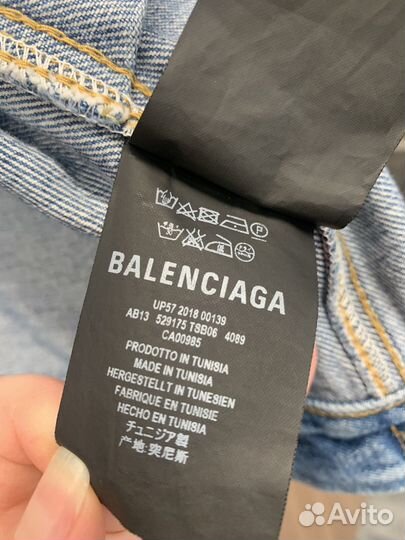 BALENCIAGA
UP57 2018 00139
AB13 529175 TSB06 4089
CA00985
PRODOTTO IN TUNISIA
MADE IN TUNISIA
HERGESTELLT IN TUNESIEN
FABRIQUE EN TUNISIE
HECHO EN TUNISIA
チュニジア製
产地:突尼斯
Avito